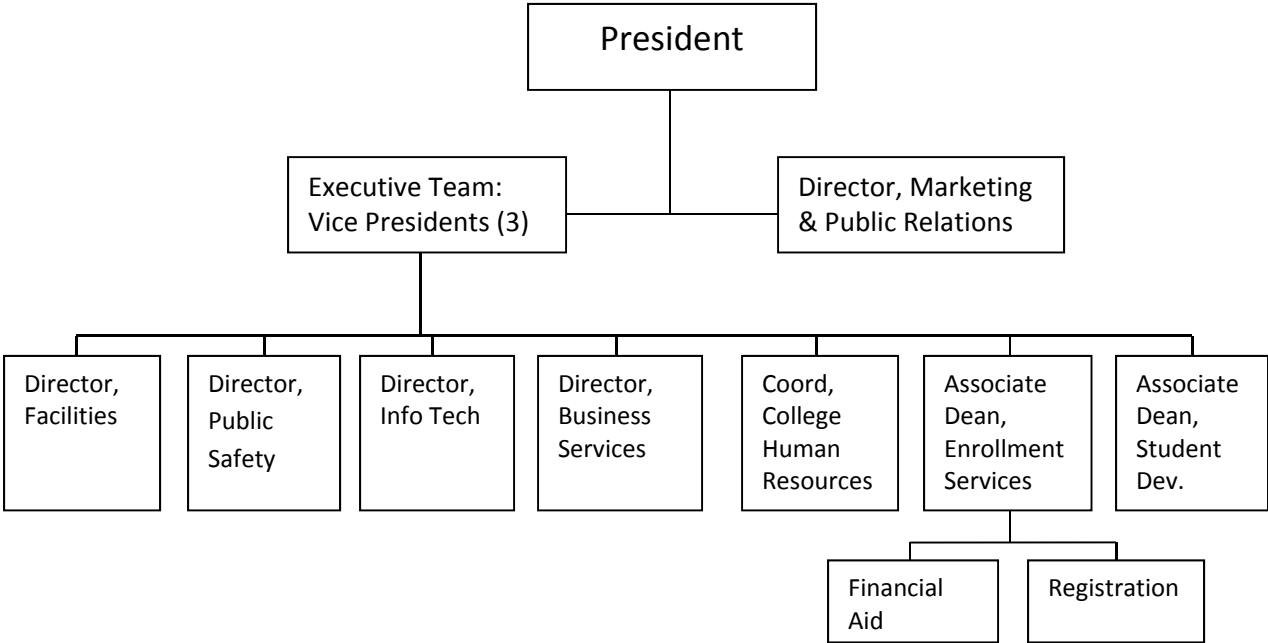 President
Executive Team:
Vice Presidents (3)
Director, Marketing
& Public Relations
Director,
Facilities
Director,
Public
Safety
Director,
Info Tech
Director,
Business
Services
Coord,
College
Human
Resources
Associate
Dean,
Enrollment
Services
Associate
Dean,
Student
Dev.
Financial
Aid
Registration